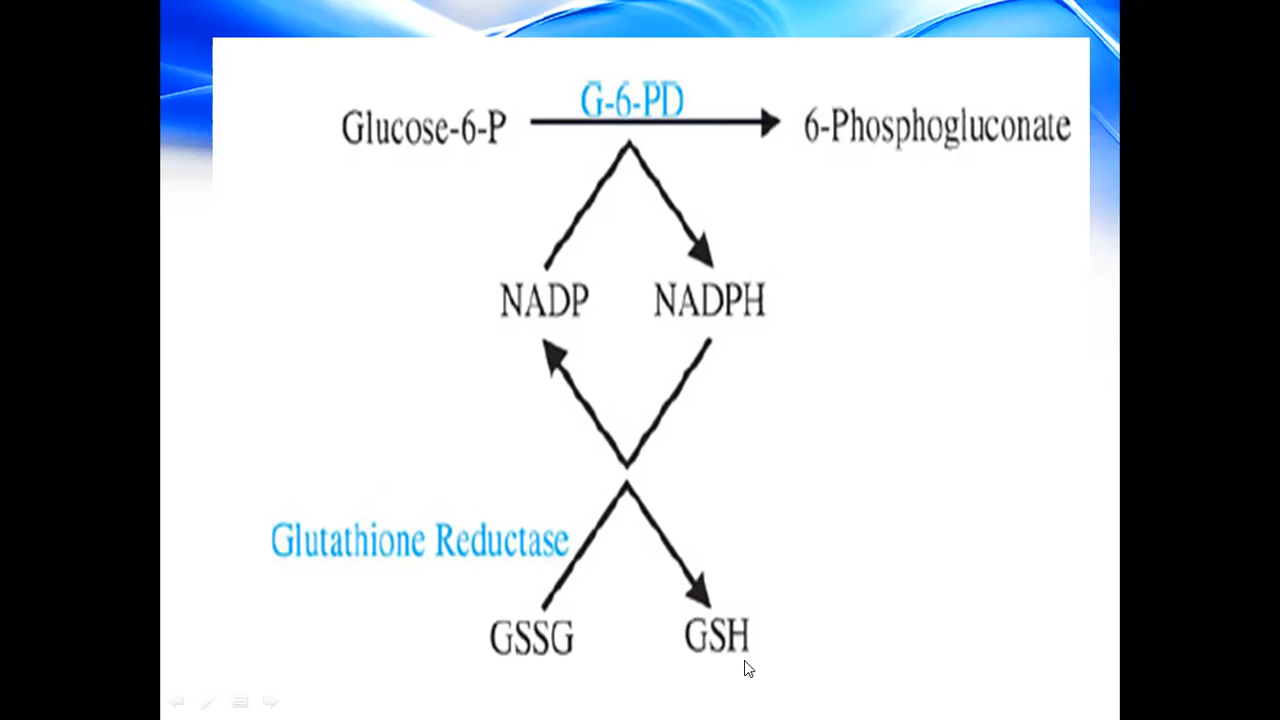 G-6-PD
Glucose-6-P
6-Phosphogluconate
NADP
NADPH
Glutathione Reductase
GSSG
GSH